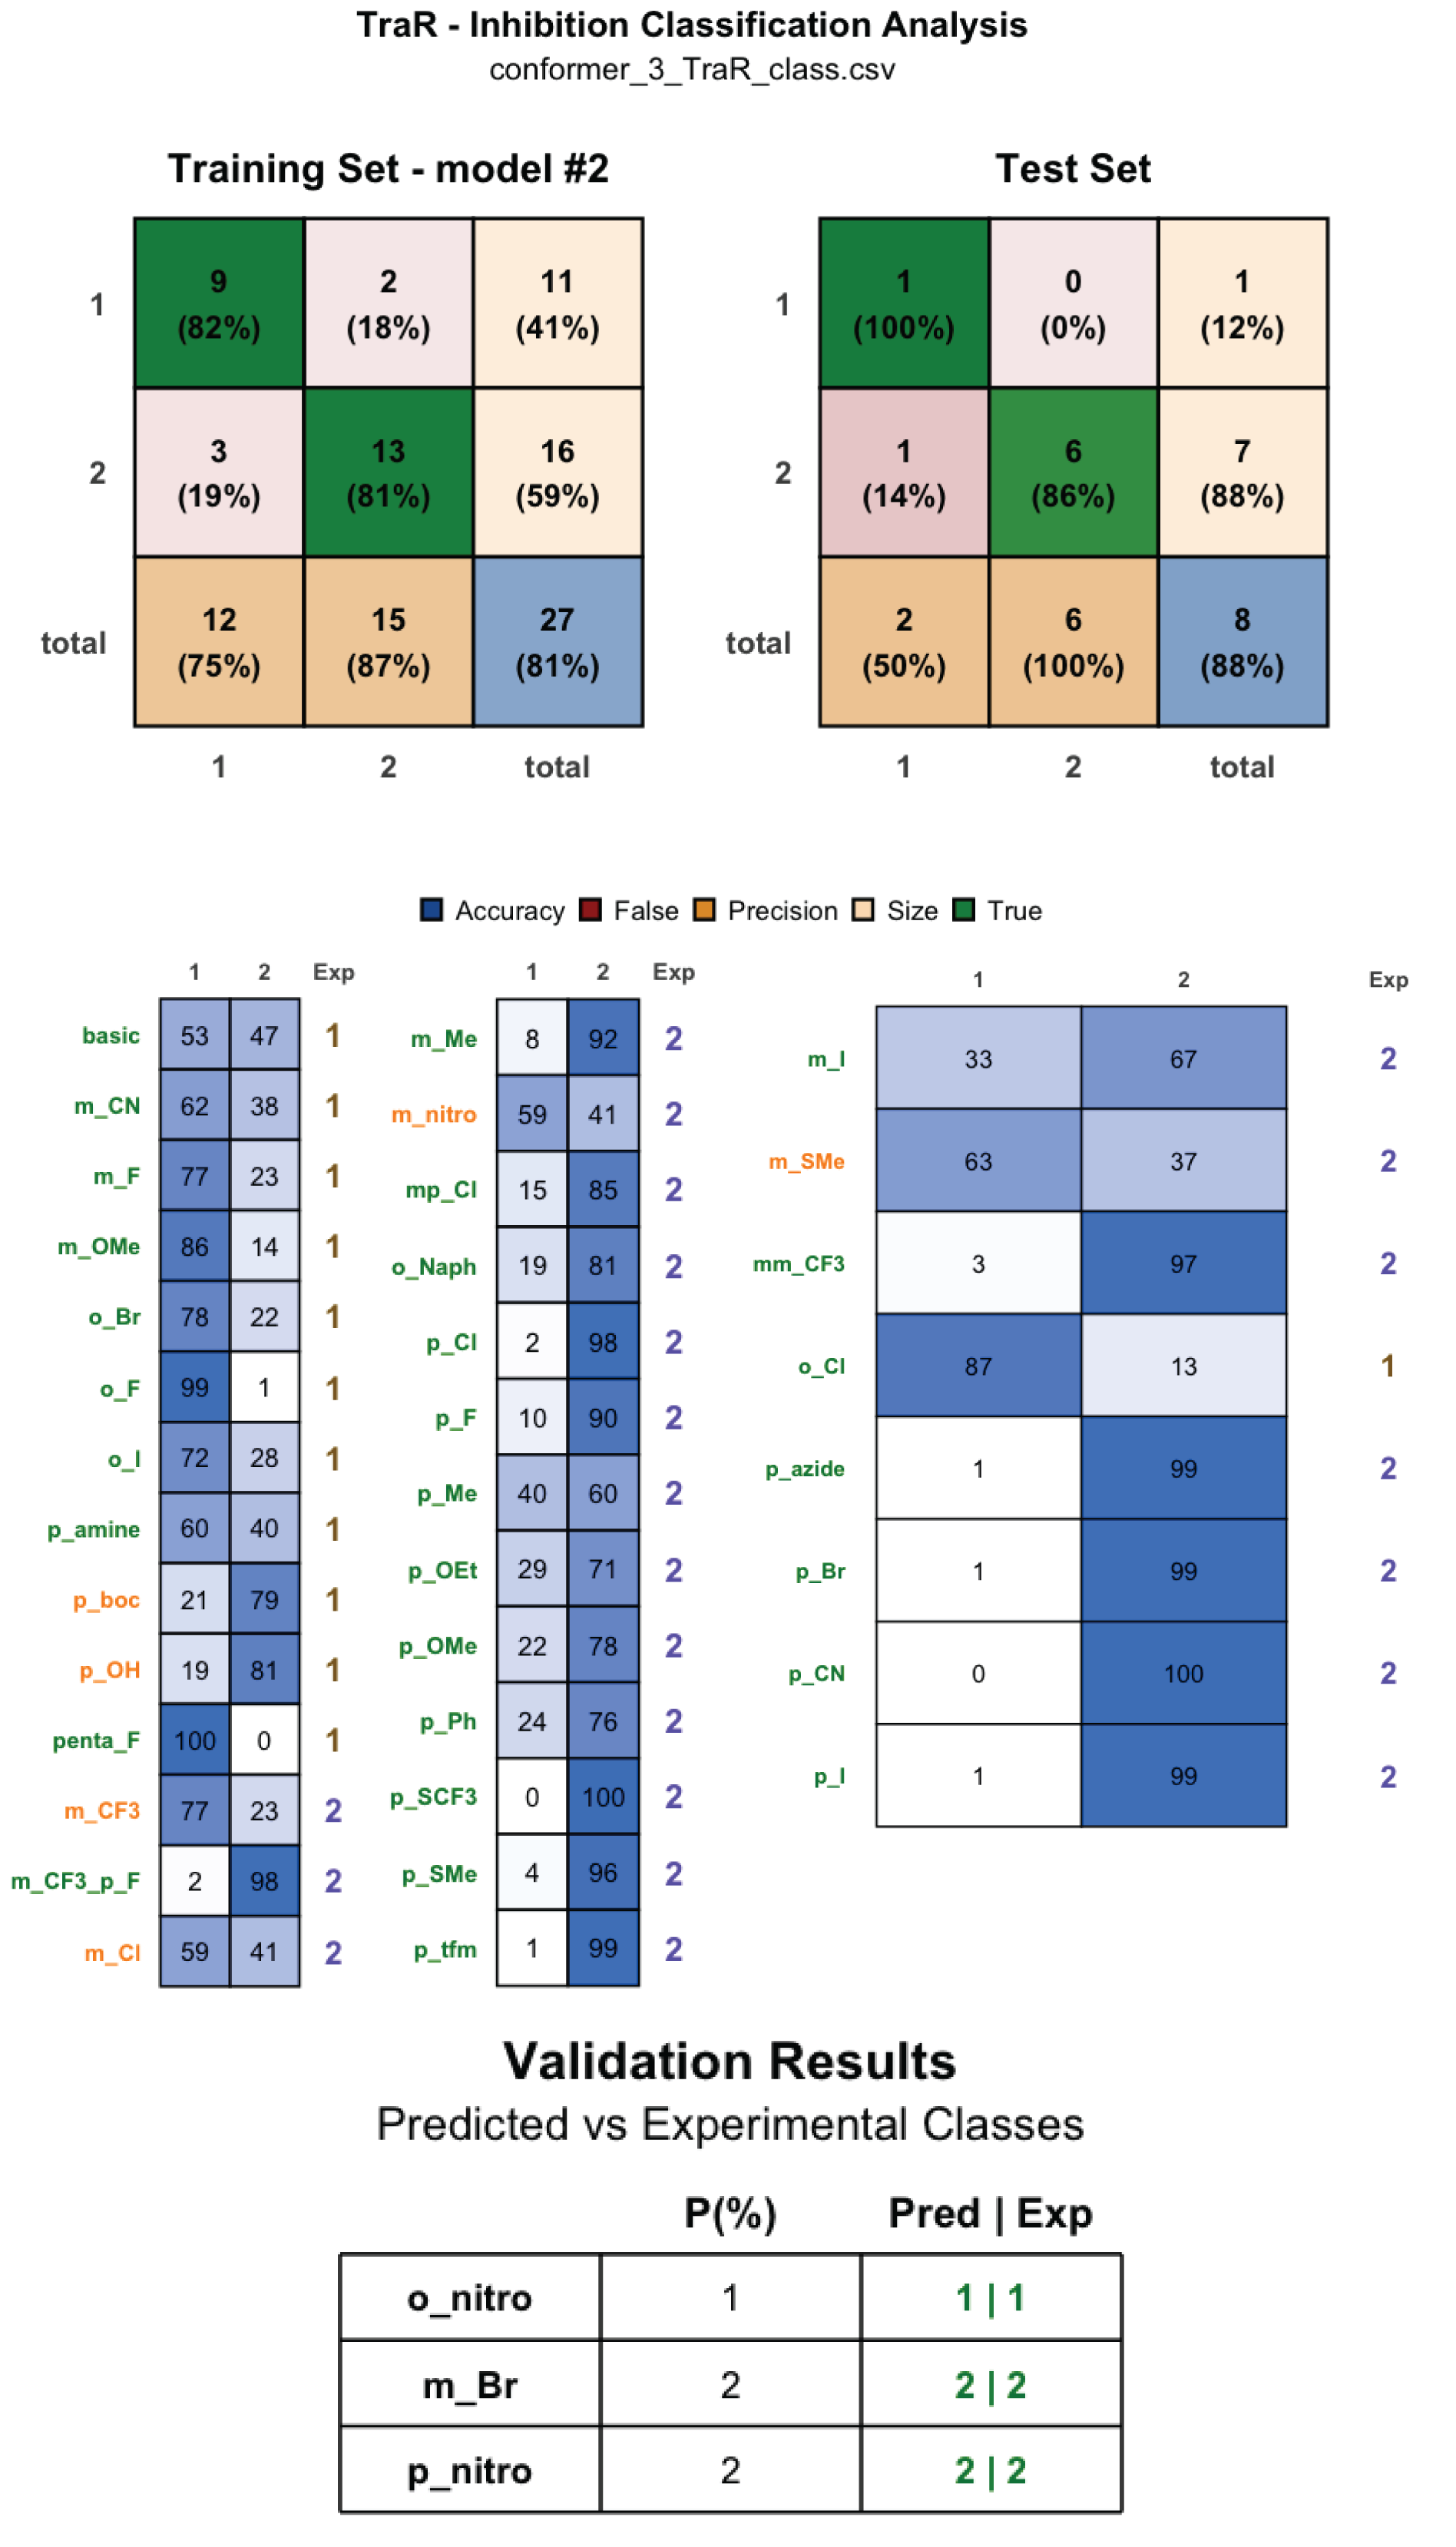 TraR - Inhibition Classification Analysis
conformer_3_TraR_class.csv
Training Set - model #2
1 9 (82%) 2 (18%) 11 (41%)
2 3 (19%) 13 (81%) 16 (59%)
total 12 (75%) 15 (87%) 27 (81%)
1 2 total
Test Set
1 1 (100%) 0 (0%) 1 (12%)
2 1 (14%) 6 (86%) 7 (88%)
total 2 (50%) 6 (100%) 8 (88%)
1 2 total
Accuracy False Precision Size True
1 2 Exp
basic 53 47 1
m_CN 62 38 1
m_F 77 23 1
m_OMe 86 14 1
o_Br 78 22 1
o_F 99 1 1
o_I 72 28 1
p_amine 60 40 1
p_boc 21 79 1
p_OH 19 81 1
penta_F 100 0 1
m_CF3 77 23 2
m_CF3_p_F 2 98 2
m_Cl 59 41 2
1 2 Exp
m_Me 8 92 2
m_nitro 59 41 2
mp_Cl 15 85 2
o_Naph 19 81 2
p_Cl 2 98 2
p_F 10 90 2
p_Me 40 60 2
p_OEt 29 71 2
p_OMe 22 78 2
p_Ph 24 76 2
p_SCF3 0 100 2
p_SMe 4 96 2
p_tfm 1 99 2
1 2 Exp
m_I 33 67 2
m_SMe 63 37 2
mm_CF3 3 97 2
o_Cl 87 13 1
p_azide 1 99 2
p_Br 1 99 2
p_CN 0 100 2
p_I 1 99 2
Validation Results
Predicted vs Experimental Classes
P(%) Pred | Exp
o_nitro 1 1 | 1
m_Br 2 2 | 2
p_nitro 2 2 | 2